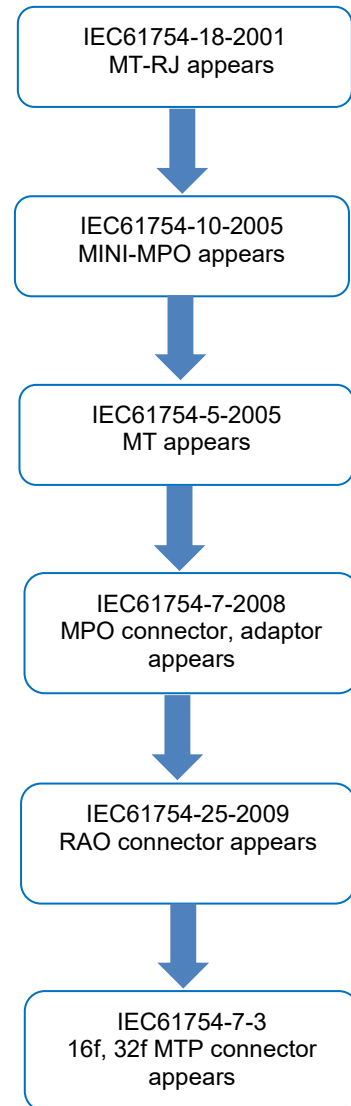 IEC61754-18-2001
MT-RJ appears
IEC61754-10-2005
MINI-MPO appears
IEC61754-5-2005
MT appears
IEC61754-7-2008
MPO connector, adaptor
appears
IEC61754-25-2009
RAO connector appears
IEC61754-7-3
16f, 32f MTP connector
appears